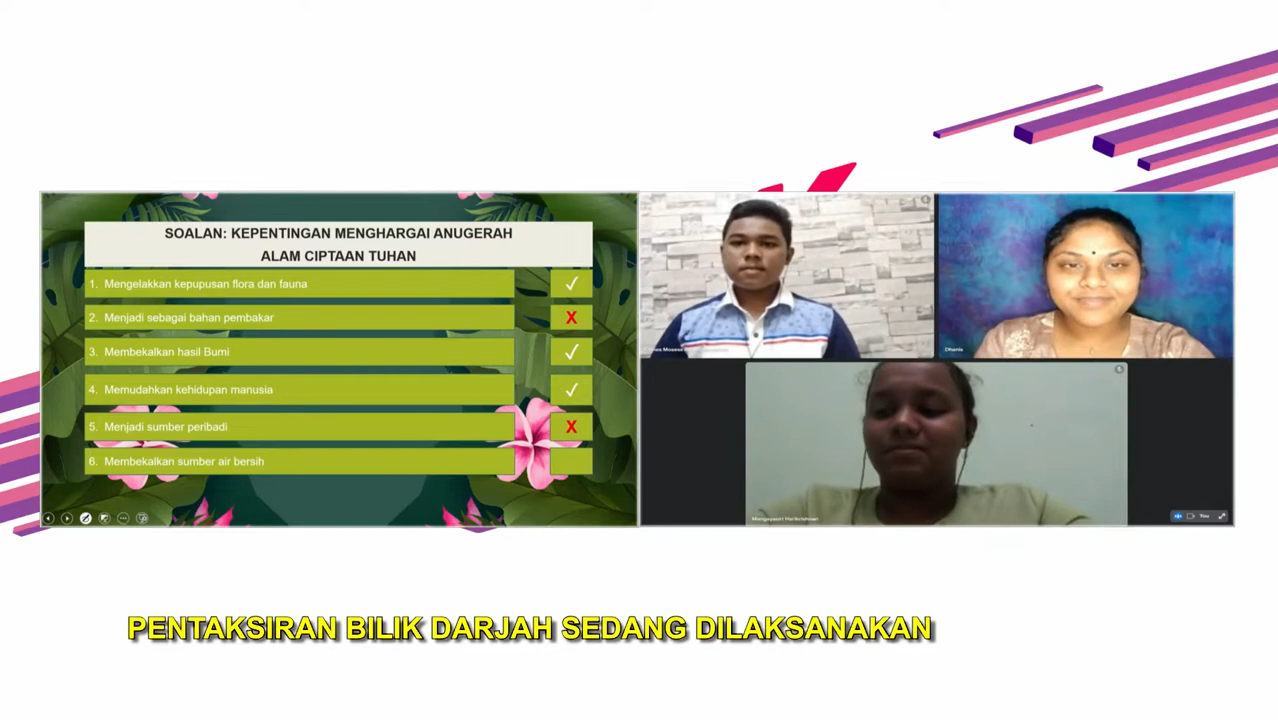 SOALAN: KEPENTINGAN MENGHARGAI ANUGERAH
ALAM CIPTAAN TUHAN
1. Mengelakkan kepupusan flora dan fauna ✓
2. Menjadi sebagai bahan pembakar X
3. Membekalkan hasil Bumi ✓
4. Memudahkan kehidupan manusia ✓
5. Menjadi sumber peribadi X
6. Membekalkan sumber air bersih
You
PENTAKSIRAN BILIK DARJAH SEDANG DILAKSANAKAN